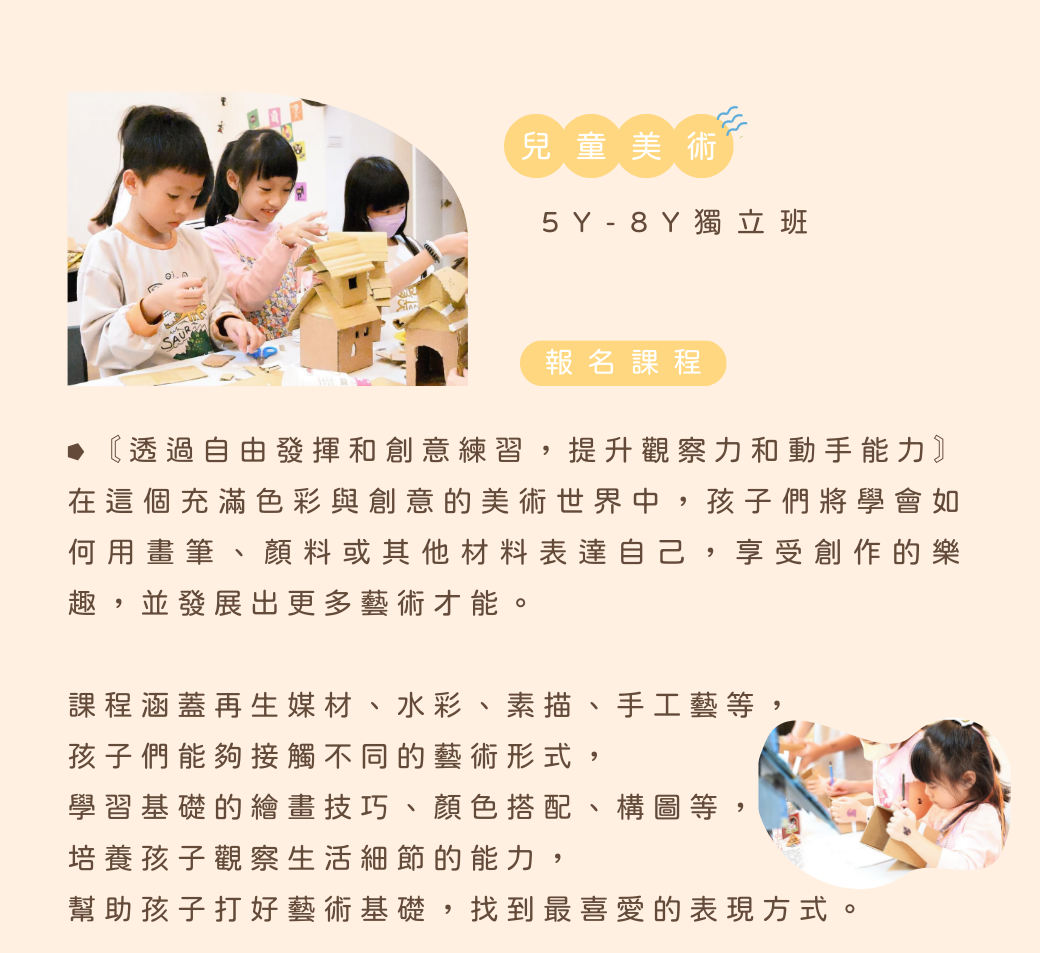 兒童美術
5Y-8Y獨立班
報名課程
〖透過自由發揮和創意練習，提升觀察力和動手能力〗
在這個充滿色彩與創意的美術世界中，孩子們將學會如
何用畫筆、顏料或其他材料表達自己，享受創作的樂
趣，並發展出更多藝術才能。
課程涵蓋再生媒材、水彩、素描、手工藝等，
孩子們能夠接觸不同的藝術形式，
學習基礎的繪畫技巧、顏色搭配、構圖等，
培養孩子觀察生活細節的能力，
幫助孩子打好藝術基礎，找到最喜愛的表現方式。